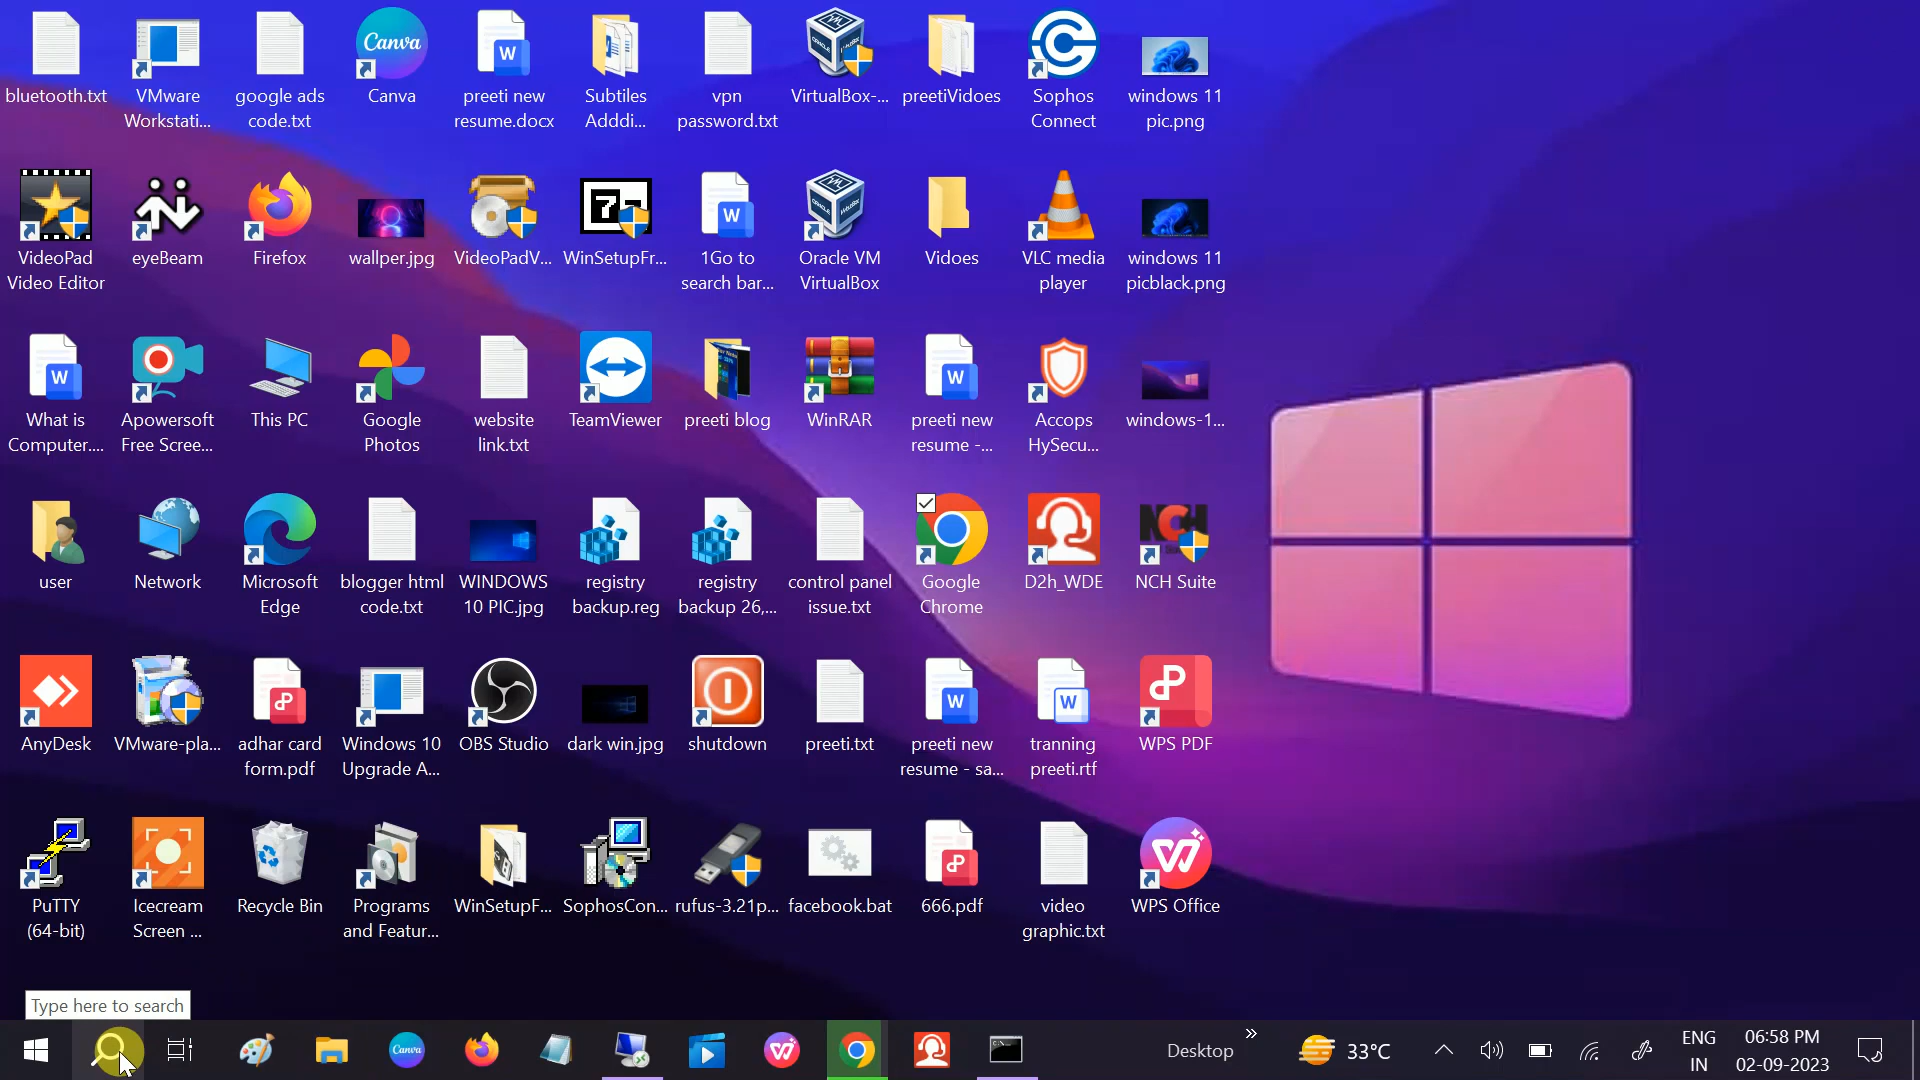 bluetooth.txt
VMware
Workstati...
google ads
code.txt
Canva
Canva
preeti new
resume.docx
Subtiles
Adddi...
vpn
password.txt
VirtualBox-...
preetiVidoes
Sophos
Connect
windows 11
pic.png
VideoPad
Video Editor
eyeBeam
Firefox
wallper.jpg
VideoPadV...
WinSetupFr...
1Go to
search bar...
Oracle VM
VirtualBox
Vidoes
VLC media
player
windows 11
picblack.png
What is
Computer....
Apowersoft
Free Scree...
This PC
Google
Photos
website
link.txt
TeamViewer
preeti blog
WinRAR
preeti new
resume -...
Accops
HySecu...
windows-1...
user
Network
Microsoft
Edge
blogger html
code.txt
WINDOWS
10 PIC.jpg
registry
backup.reg
registry
backup 26,...
control panel
issue.txt
Google
Chrome
D2h_WDE
NCH
NCH Suite
AnyDesk
VMware-pla...
adhar card
form.pdf
Windows 10
Upgrade A...
OBS Studio
dark win.jpg
shutdown
preeti.txt
preeti new
resume - sa...
tranning
preeti.rtf
WPS PDF
PuTTY
(64-bit)
Icecream
Screen ...
Recycle Bin
Programs
and Featur...
WinSetupF...
SophosCon...
rufus-3.21p...
facebook.bat
666.pdf
video
graphic.txt
WPS Office
Type here to search
Canva
Desktop
33°C
ENG
IN
06:58 PM
02-09-2023